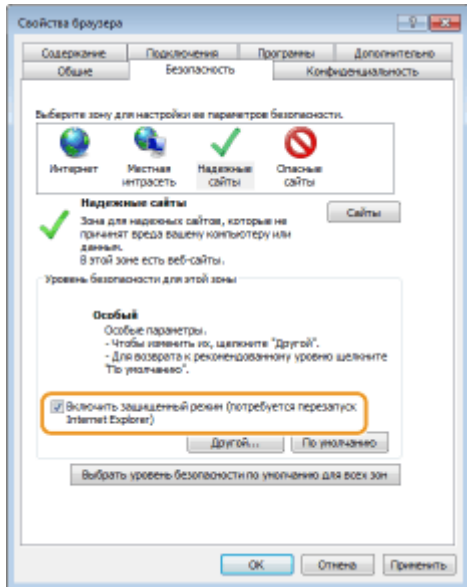 Свойства браузера
Содержание Подключения Программы Дополнительно
Общие Безопасность Конфиденциальность
Выберите зону для настройки ее параметров безопасности.
Интернет Местная интрасеть Надежные сайты Опасные сайты
Надежные сайты
Сайты
Зона для надежных сайтов, которые не
причинят вреда вашему компьютеру или
данным.
В этой зоне есть веб-сайты.
Уровень безопасности для этой зоны
Особый
Особые параметры.
- Чтобы изменить их, щелкните "Другой".
- Для возврата к рекомендованному уровню щелкните
"По умолчанию".
Включить защищенный режим (потребуется перезапуск
Internet Explorer)
Другой... По умолчанию
Выбрать уровень безопасности по умолчанию для всех зон
OK Отмена Применить